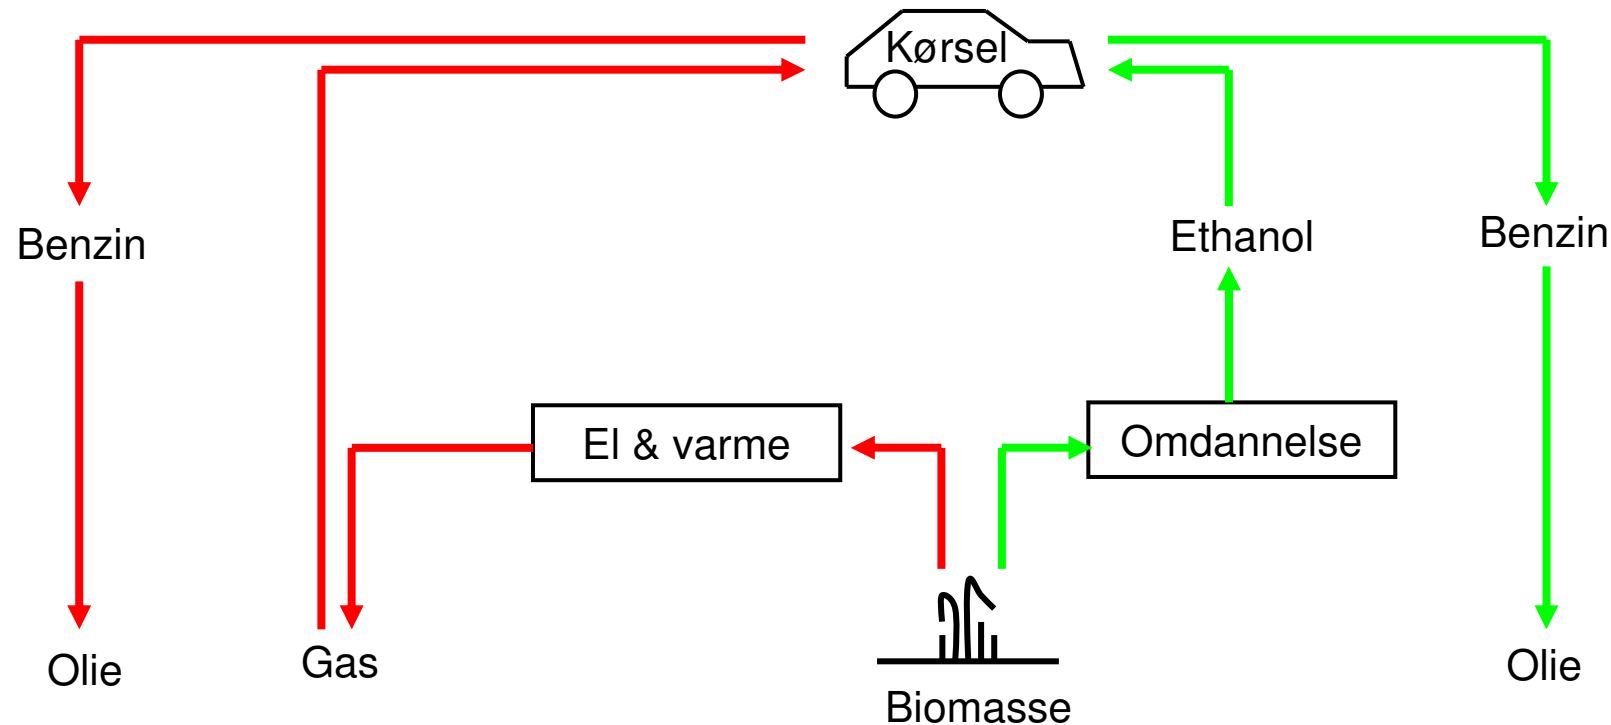 Kørsel
Benzin
Ethanol
Benzin
El & varme
Omdannelse
Olie
Gas
Biomasse
Olie